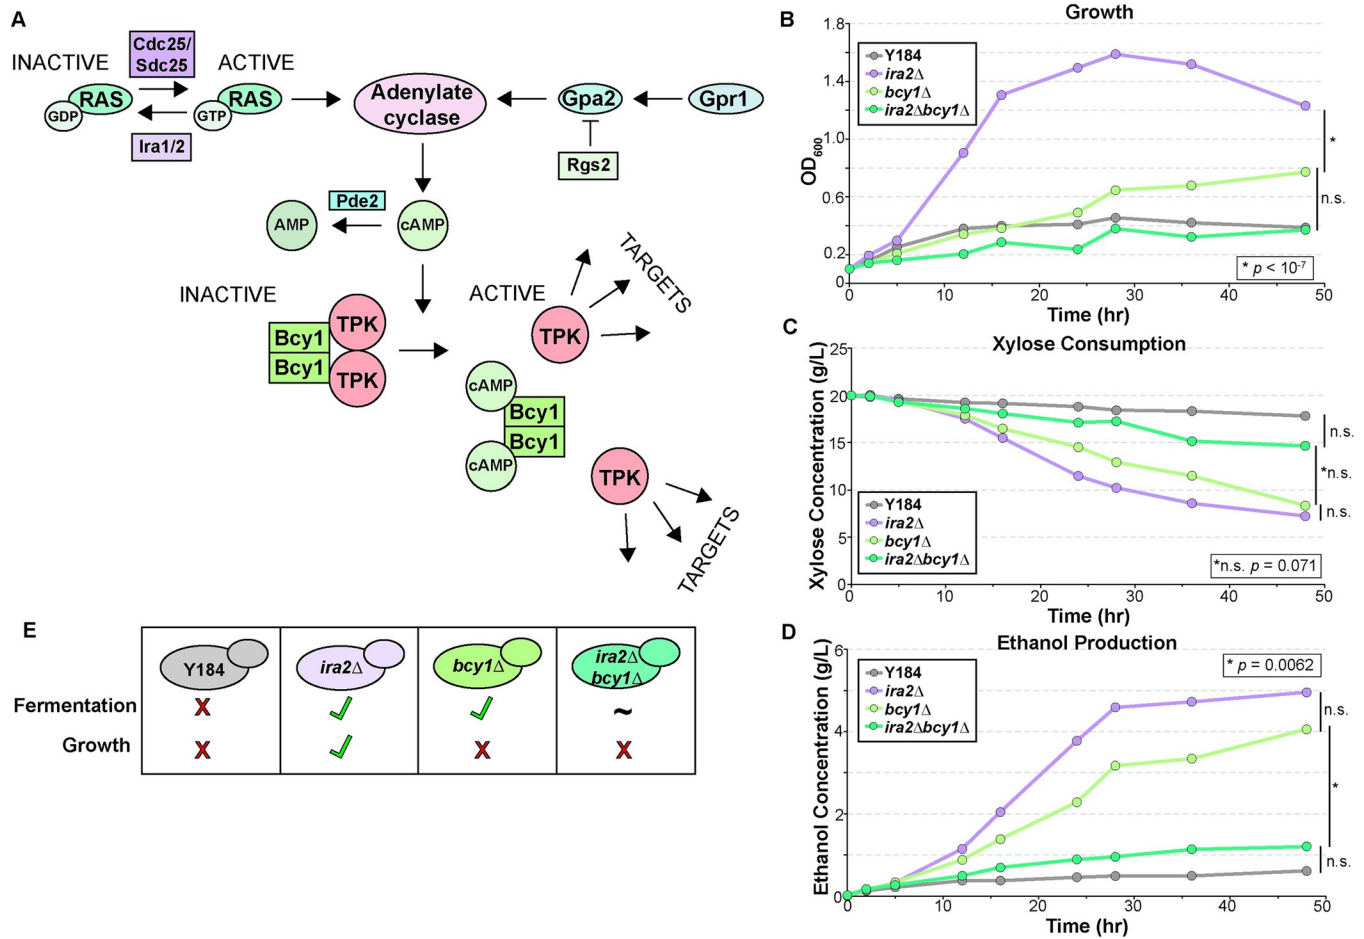 A
INACTIVE
Cdc25/
Sdc25
ACTIVE
RAS
GDP
RAS
GTP
Ira1/2
Adenylate
cyclase
Gpa2
Gpr1
Rgs2
AMP
Pde2
cAMP
INACTIVE
Bcy1
Bcy1
TPK
TPK
ACTIVE
TPK
TARGETS
cAMP
Bcy1
Bcy1
cAMP
TPK
TARGETS
B
Growth
OD600
1.8
1.4
1.0
0.6
0.2
0
Y184
ira2Δ
bcy1Δ
ira2Δbcy1Δ
*
n.s.
* p < 10-7
0 10 20 30 40 50
Time (hr)
C
Xylose Consumption
Xylose Concentration (g/L)
25
20
15
10
5
0
Y184
ira2Δ
bcy1Δ
ira2Δbcy1Δ
n.s.
*n.s.
n.s.
*n.s. p = 0.071
0 10 20 30 40 50
Time (hr)
D
Ethanol Production
Ethanol Concentration (g/L)
6
4
2
0
Y184
ira2Δ
bcy1Δ
ira2Δbcy1Δ
* p = 0.0062
n.s.
*
n.s.
0 10 20 30 40 50
Time (hr)
E
Y184
ira2Δ
bcy1Δ
ira2Δ
bcy1Δ
Fermentation
X ✓ ✓ ~
Growth
X ✓ X X